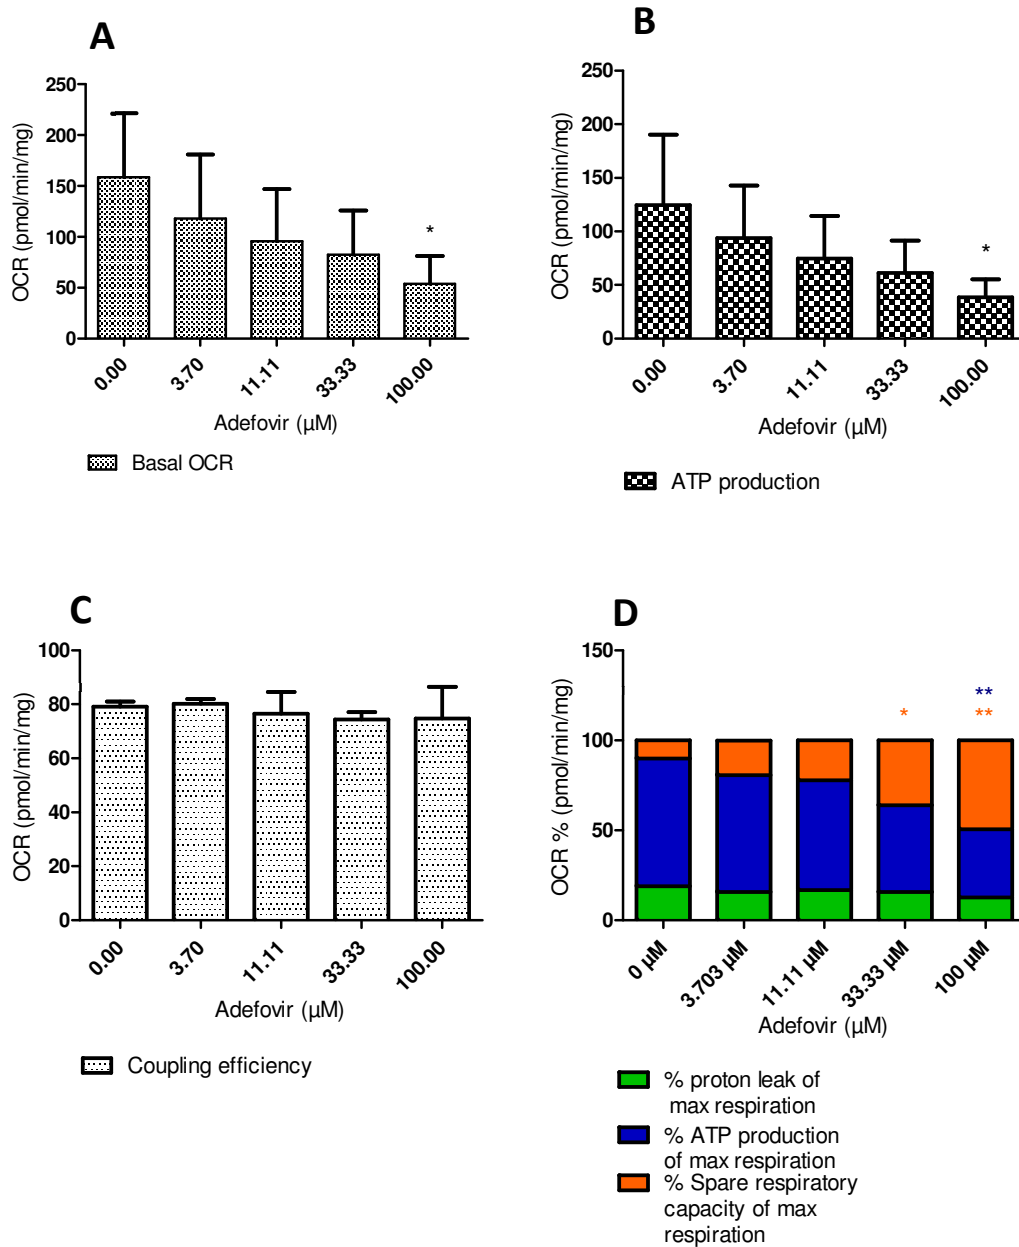 A
OCR (pmol/min/mg)
250
200
150
100
50
0
*
0.00
3.70
11.11
33.33
100.00
Adefovir (µM)
Basal OCR
B
OCR (pmol/min/mg)
250
200
150
100
50
0
*
0.00
3.70
11.11
33.33
100.00
Adefovir (µM)
ATP production
C
OCR (pmol/min/mg)
100
80
60
40
20
0
0.00
3.70
11.11
33.33
100.00
Adefovir (µM)
Coupling efficiency
D
OCR % (pmol/min/mg)
150
100
50
0
**
*
**
0 µM
3.703 µM
11.11 µM
33.33 µM
100 µM
Adefovir (µM)
% proton leak of
max respiration
% ATP production
of max respiration
% Spare respiratory
capacity of max
respiration